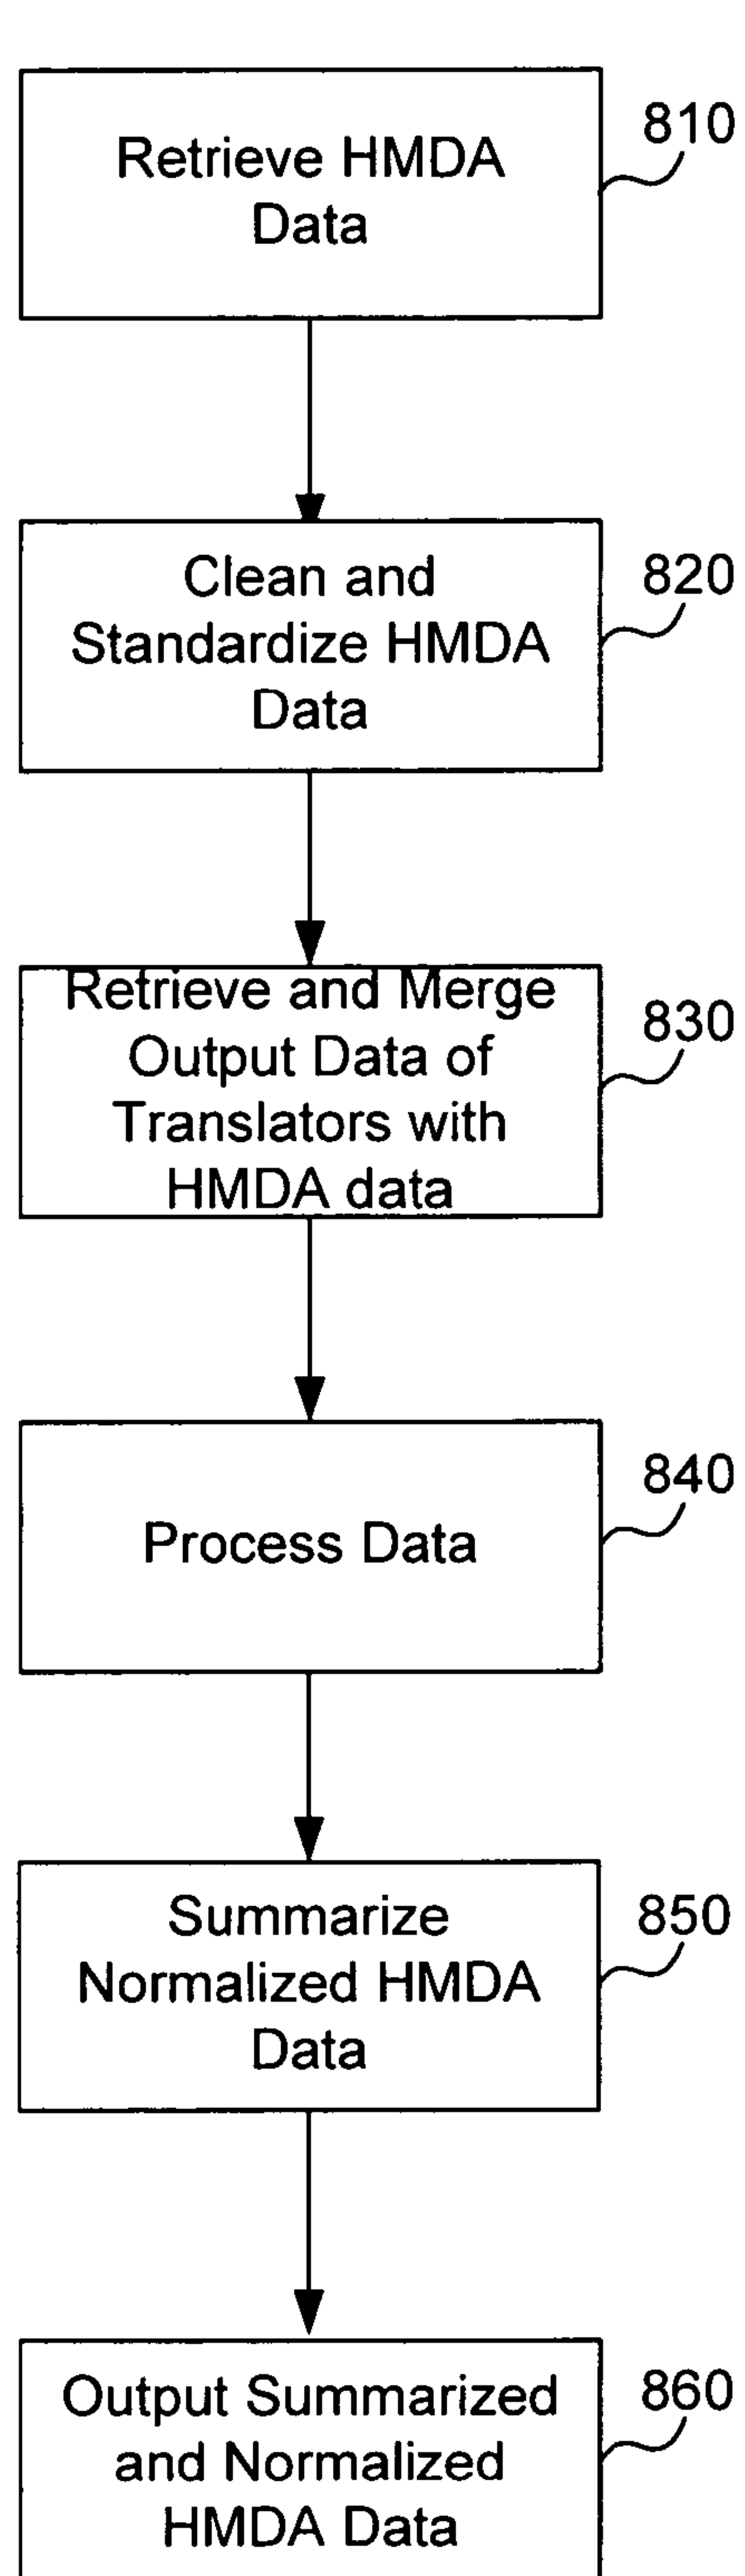 Retrieve HMDA
Data
810
Clean and
Standardize HMDA
Data
820
Retrieve and Merge
Output Data of
Translators with
HMDA data
830
Process Data
840
Summarize
Normalized HMDA
Data
850
Output Summarized
and Normalized
HMDA Data
860